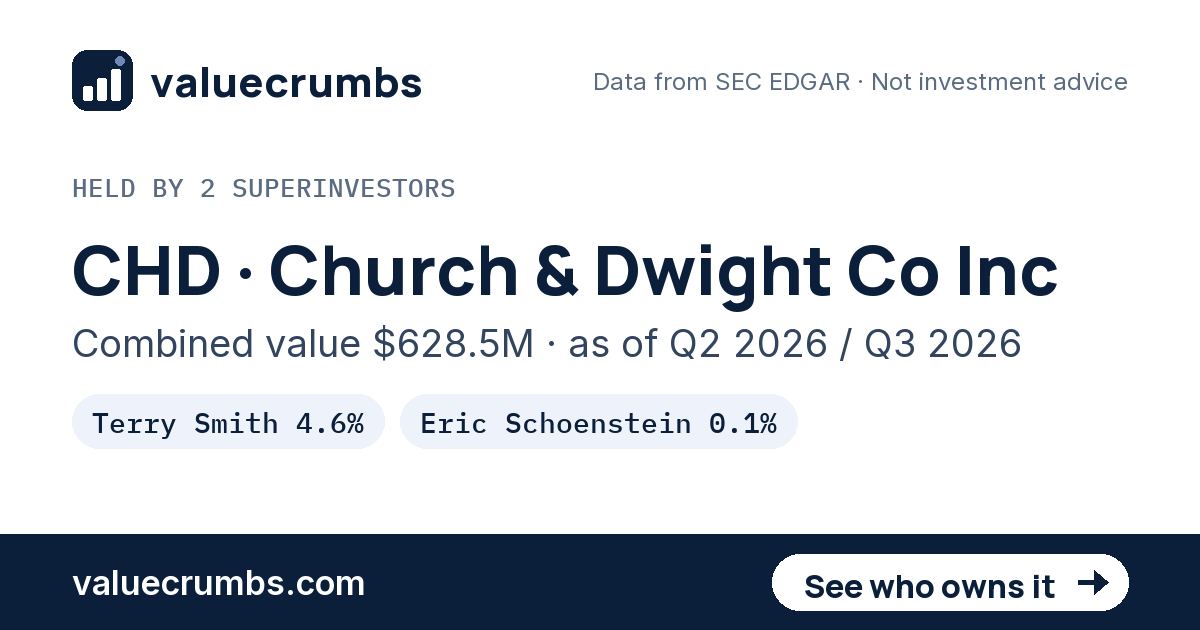 valuecrumbs
Data from SEC EDGAR · Not investment advice
HELD BY 2 SUPERINVESTORS
CHD · Church & Dwight Co Inc
Combined value $628.5M · as of Q2 2026 / Q3 2026
Terry Smith 4.6%
Eric Schoenstein 0.1%
valuecrumbs.com
See who owns it →